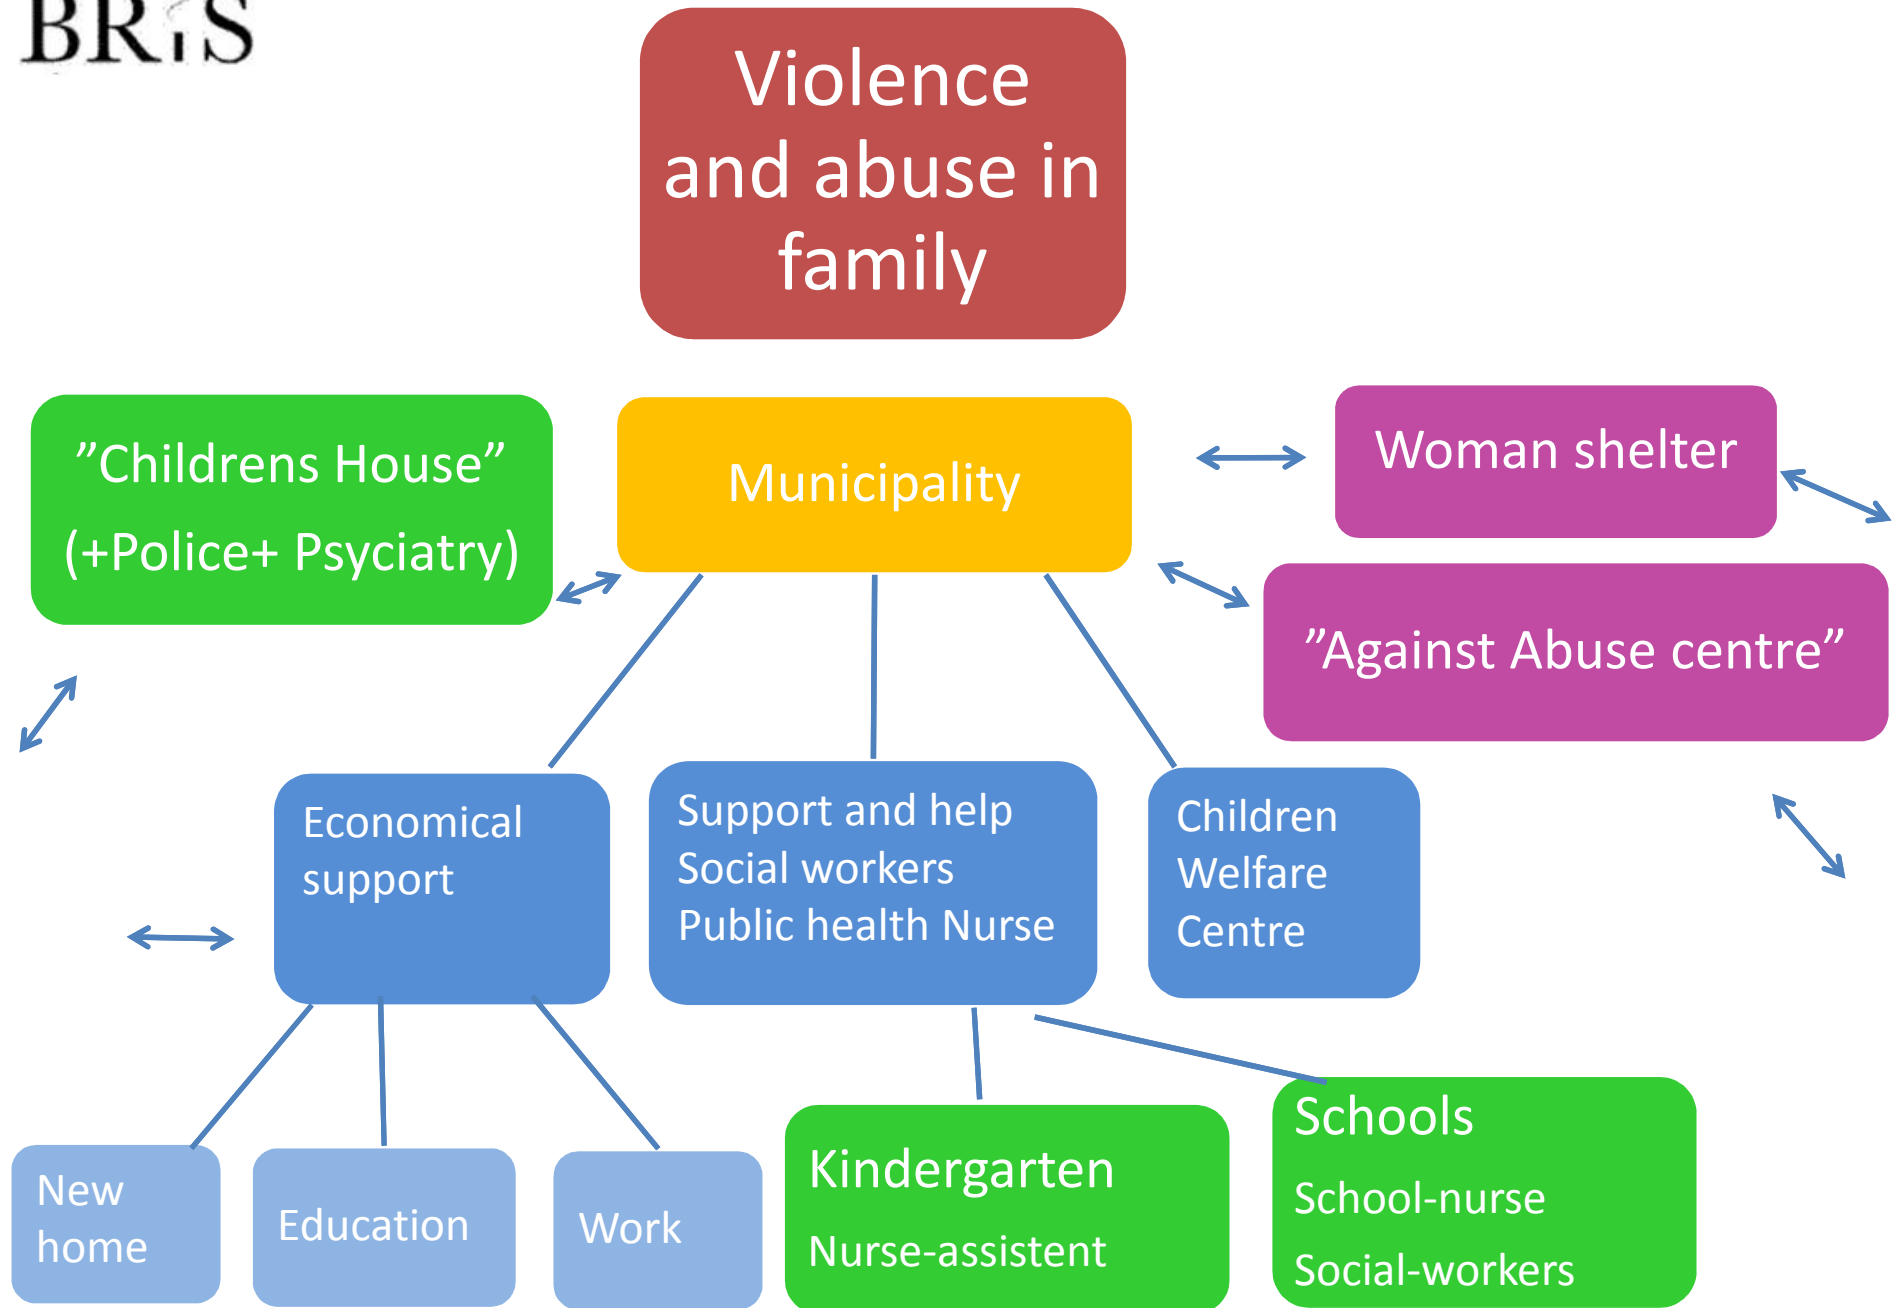 BRiS
Violence
and abuse in
family
”Childrens House”
(+Police+ Psyciatry)
Municipality
Woman shelter
”Against Abuse centre”
Economical
support
Support and help
Social workers
Public health Nurse
Children
Welfare
Centre
New
home
Education
Work
Kindergarten
Nurse-assistent
Schools
School-nurse
Social-workers